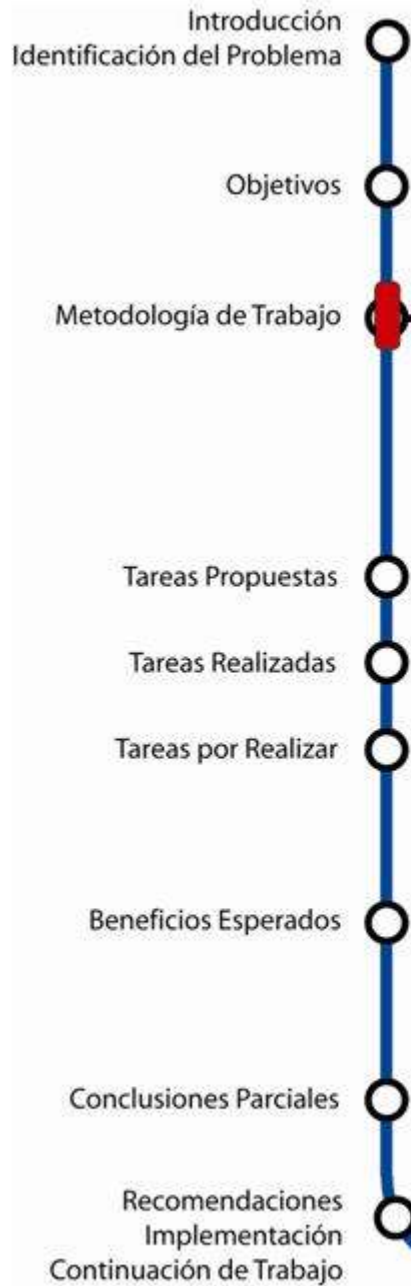 Introducción
Identificación del Problema
Objetivos
Metodología de Trabajo
Tareas Propuestas
Tareas Realizadas
Tareas por Realizar
Beneficios Esperados
Conclusiones Parciales
Recomendaciones
Implementación
Continuación de Trabajo